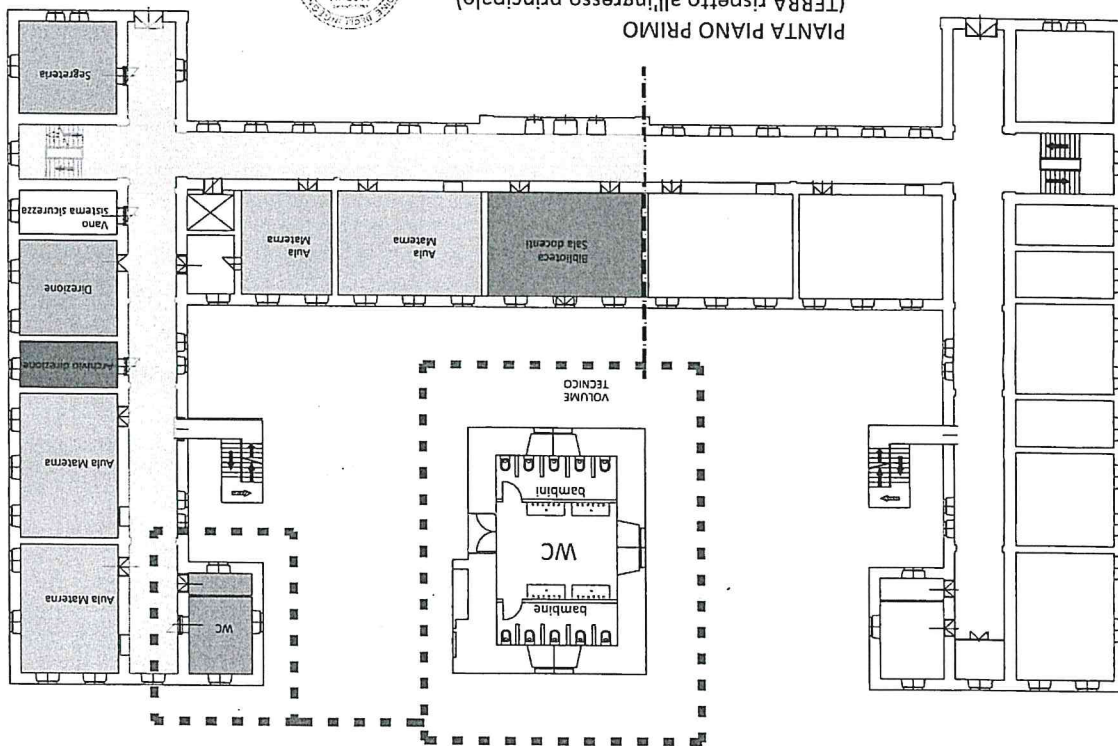 WC
bambine
Aula Materna
WC
bambini
Aula Materna
VOLUME
TECNICO
Archivio direzione
Direzione
Biblioteca
Sala docenti
Aula
Materna
Aula
Materna
Vano
sistema sicurezza
Segreteria
PIANTA PIANO PRIMO
(TERRA rispetto all'ingresso principale)